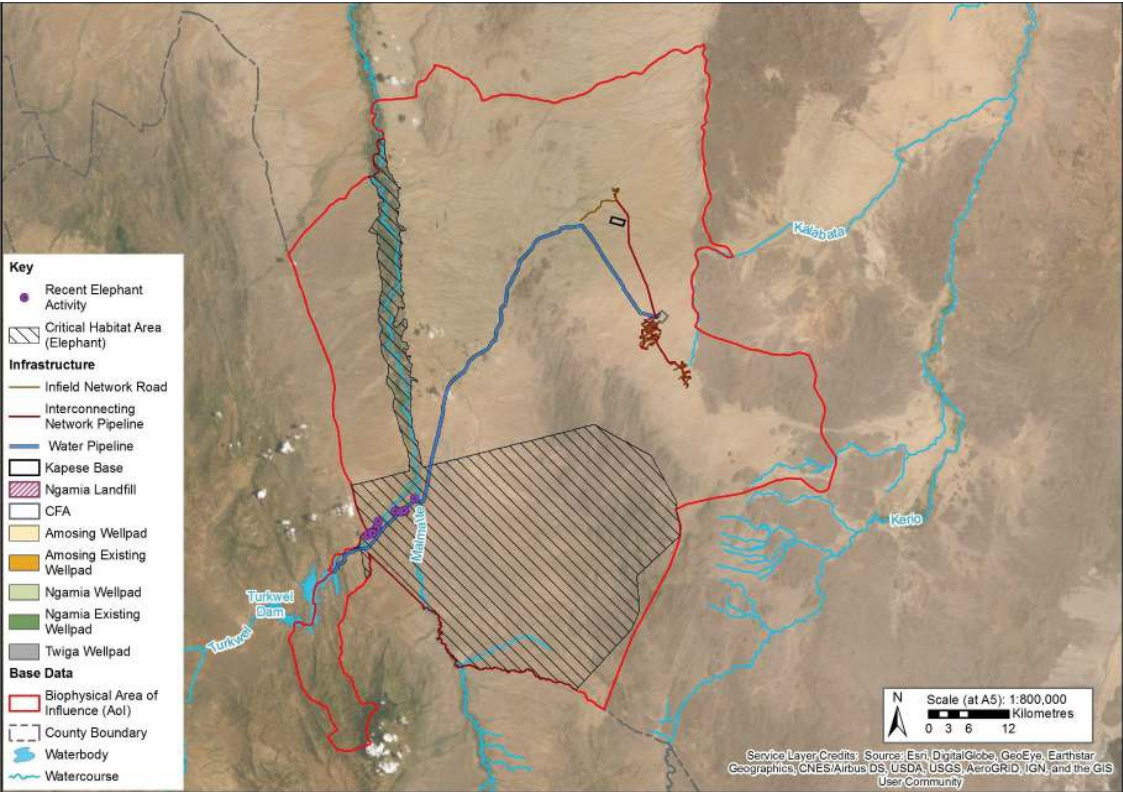 Kalabata
Key
Recent Elephant
Activity
Critical Habitat Area
(Elephant)
Infrastructure
Infield Network Road
Interconnecting
Network Pipeline
Water Pipeline
Kapese Base
Ngamia Landfill
CFA
Amosing Wellpad
Amosing Existing
Wellpad
Ngamia Wellpad
Ngamia Existing
Wellpad
Twiga Wellpad
Base Data
Biophysical Area of
Influence (AoI)
County Boundary
Waterbody
Watercourse
Malmalte
Kerio
Turkwel
Dam
Turkwel
N
Scale (at A5): 1:800,000
Kilometres
0 3 6 12
Service Layer Credits: Source: Esri, DigitalGlobe, GeoEye, Earthstar
Geographics, CNES/Airbus DS, USDA, USGS, AeroGRID, IGN, and the GIS
User Community